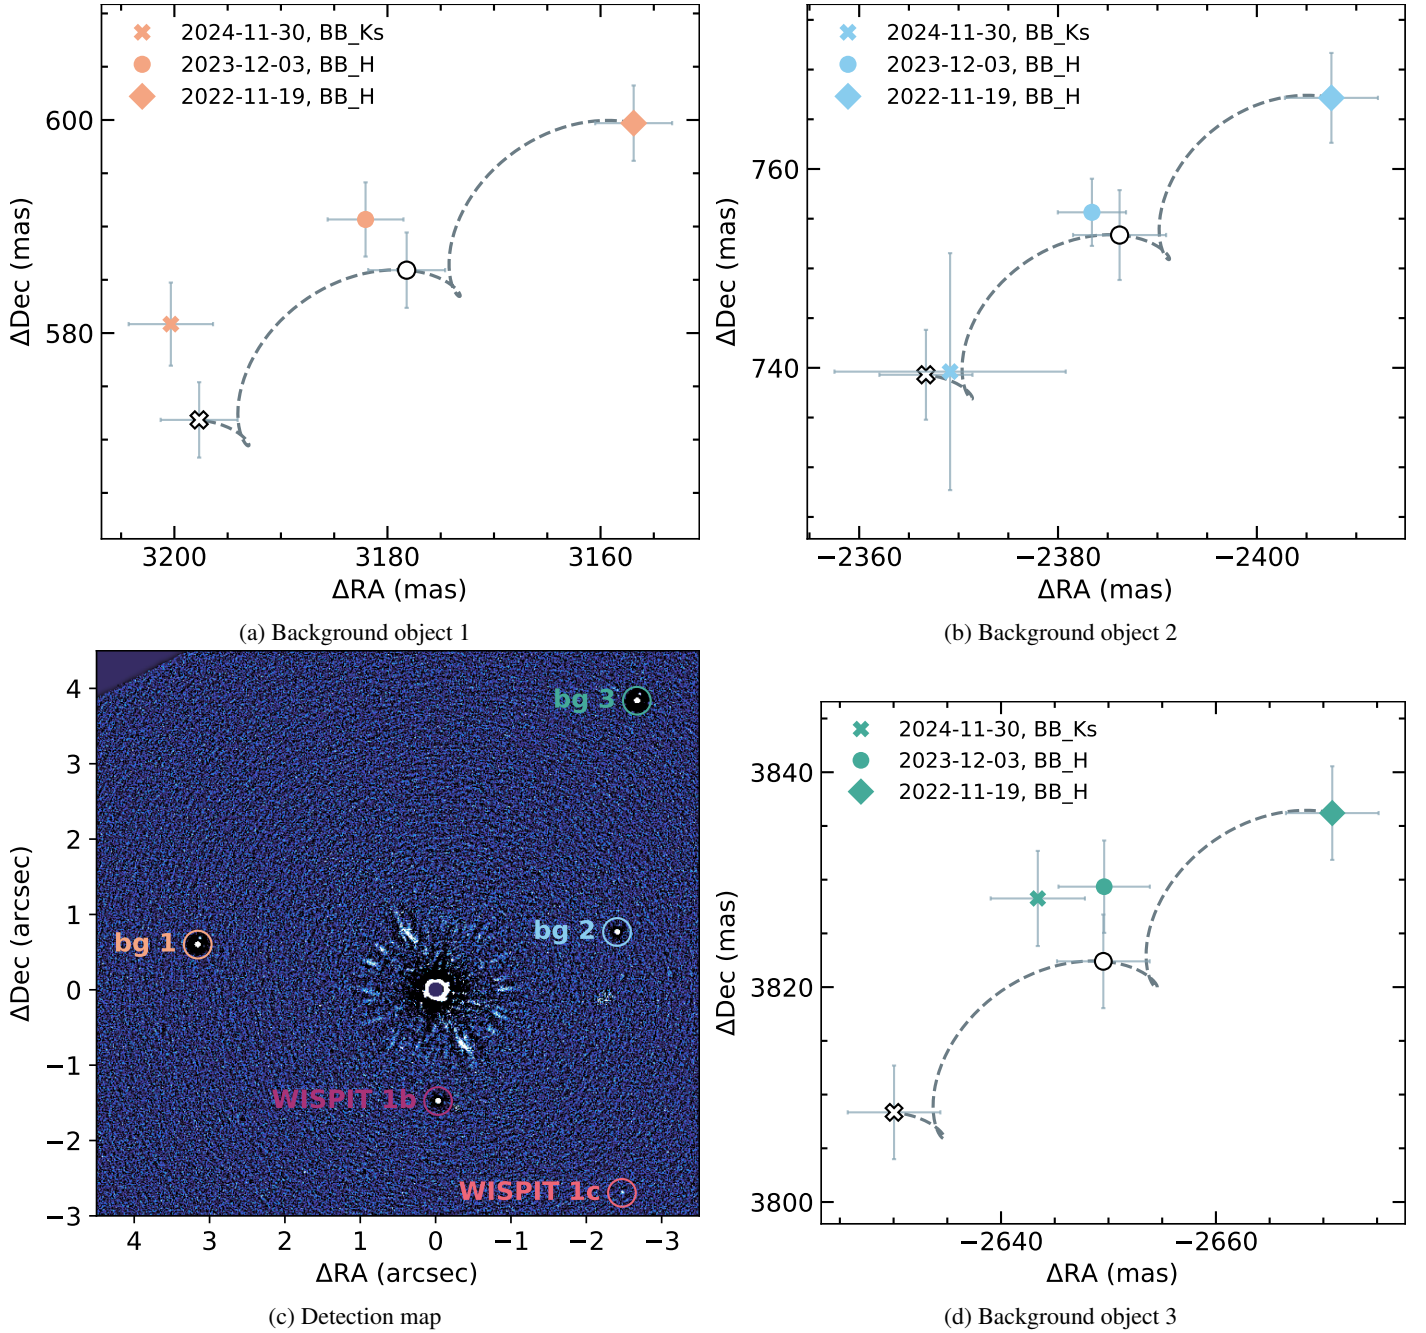 2024-11-30, BB_Ks
2023-12-03, BB_H
2022-11-19, BB_H
600
580
ΔDec (mas)
3200 3180 3160
ΔRA (mas)
(a) Background object 1
2024-11-30, BB_Ks
2023-12-03, BB_H
2022-11-19, BB_H
760
740
ΔDec (mas)
−2360 −2380 −2400
ΔRA (mas)
(b) Background object 2
4
3
2
1
0
−1
−2
−3
ΔDec (arcsec)
bg 3
bg 1
bg 2
WISPIT 1b
WISPIT 1c
4 3 2 1 0 −1 −2 −3
ΔRA (arcsec)
(c) Detection map
2024-11-30, BB_Ks
2023-12-03, BB_H
2022-11-19, BB_H
3840
3820
3800
ΔDec (mas)
−2640 −2660
ΔRA (mas)
(d) Background object 3